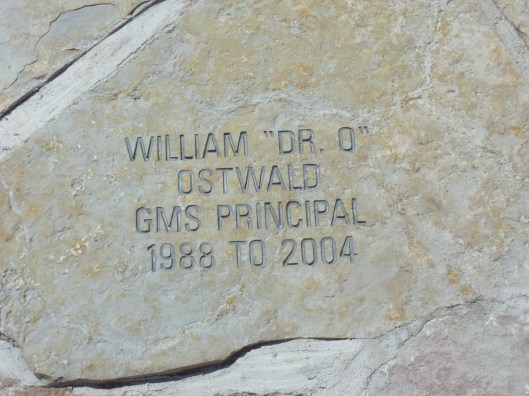 WILLIAM "DR. O"
OSTWALD
GMS PRINCIPAL
1988 TO 2004